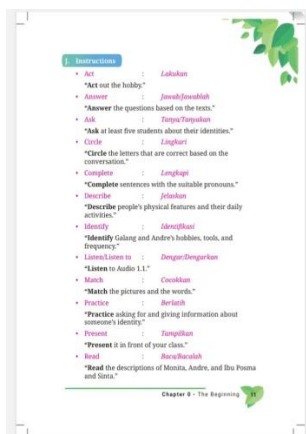 J. Instructions
• Act : Lakukan
"Act out the hobby."
• Answer : Jawab/Jawablah
"Answer the questions based on the texts."
• Ask : Tanya/Tanyakan
"Ask at least five students about their identities."
• Circle : Lingkari
"Circle the letters that are correct based on the
conversation."
• Complete : Lengkapi
"Complete sentences with the suitable pronouns."
• Describe : Jelaskan
"Describe people's physical features and their daily
activities."
• Identify : Identifikasi
"Identify Galang and Andre's hobbies, tools, and
frequency."
• Listen/Listen to : Dengar/Dengarkan
"Listen to Audio 1.1."
• Match : Cocokkan
"Match the pictures and the words."
• Practice : Berlatih
"Practice asking for and giving information about
someone's identity."
• Present : Tampilkan
"Present it in front of your class."
• Read : Baca/Bacalah
"Read the descriptions of Monita, Andre, and Ibu Posma
and Sinta."
Chapter 0 - The Beginning 11